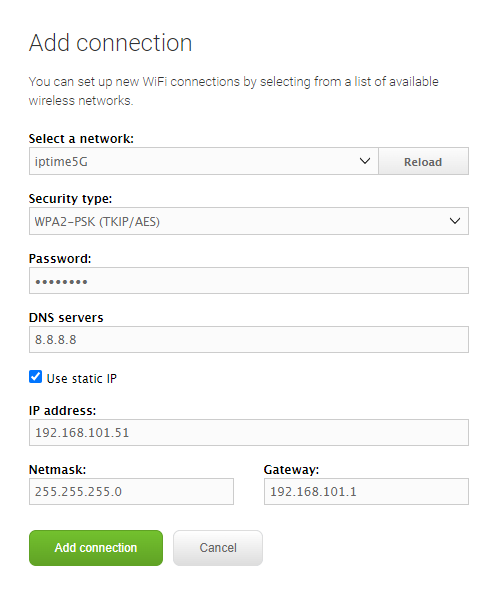 Add connection
You can set up new WiFi connections by selecting from a list of available
wireless networks.
Select a network:
iptime5G
Reload
Security type:
WPA2-PSK (TKIP/AES)
Password:
••••••••
DNS servers
8.8.8.8
Use static IP
IP address:
192.168.101.51
Netmask: Gateway:
255.255.255.0 192.168.101.1
Add connection Cancel